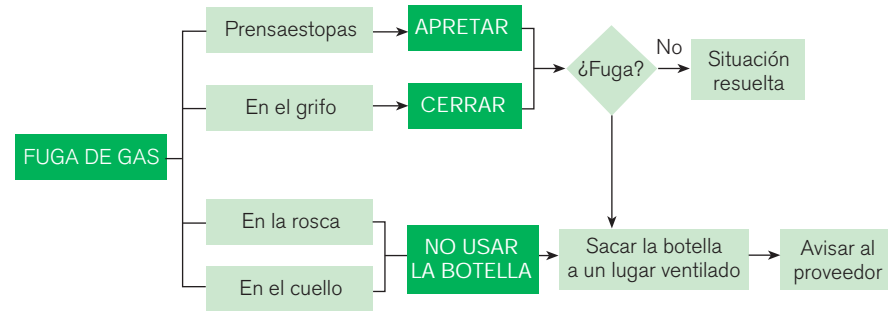 FUGA DE GAS
Prensaestopas
APRETAR
En el grifo
CERRAR
¿Fuga?
No
Situación
resuelta
En la rosca
En el cuello
NO USAR
LA BOTELLA
Sacar la botella
a un lugar ventilado
Avisar al
proveedor